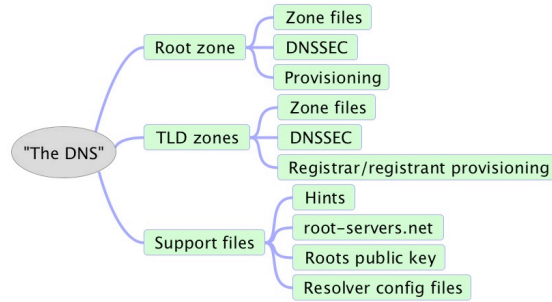 "The DNS"
Root zone
Zone files
DNSSEC
Provisioning
TLD zones
Zone files
DNSSEC
Registrar/registrant provisioning
Support files
Hints
root-servers.net
Roots public key
Resolver config files